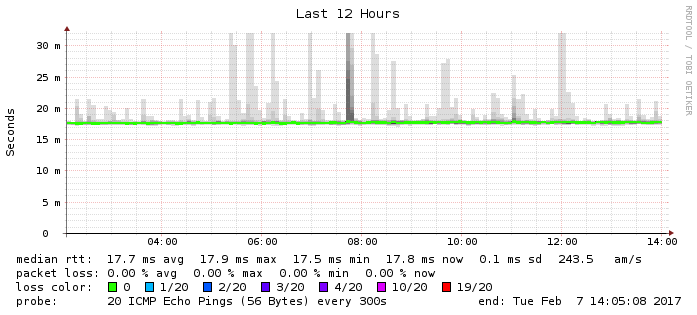 Last 12 Hours
RRDTOOL / TOBI OETIKER
Seconds
30 m
25 m
20 m
15 m
10 m
5 m
0
04:00 06:00 08:00 10:00 12:00 14:00
median rtt: 17.7 ms avg 17.9 ms max 17.5 ms min 17.8 ms now 0.1 ms sd 243.5 am/s
packet loss: 0.00 % avg 0.00 % max 0.00 % min 0.00 % now
loss color: 0 1/20 2/20 3/20 4/20 10/20 19/20
probe: 20 ICMP Echo Pings (56 Bytes) every 300s end: Tue Feb 7 14:05:08 2017